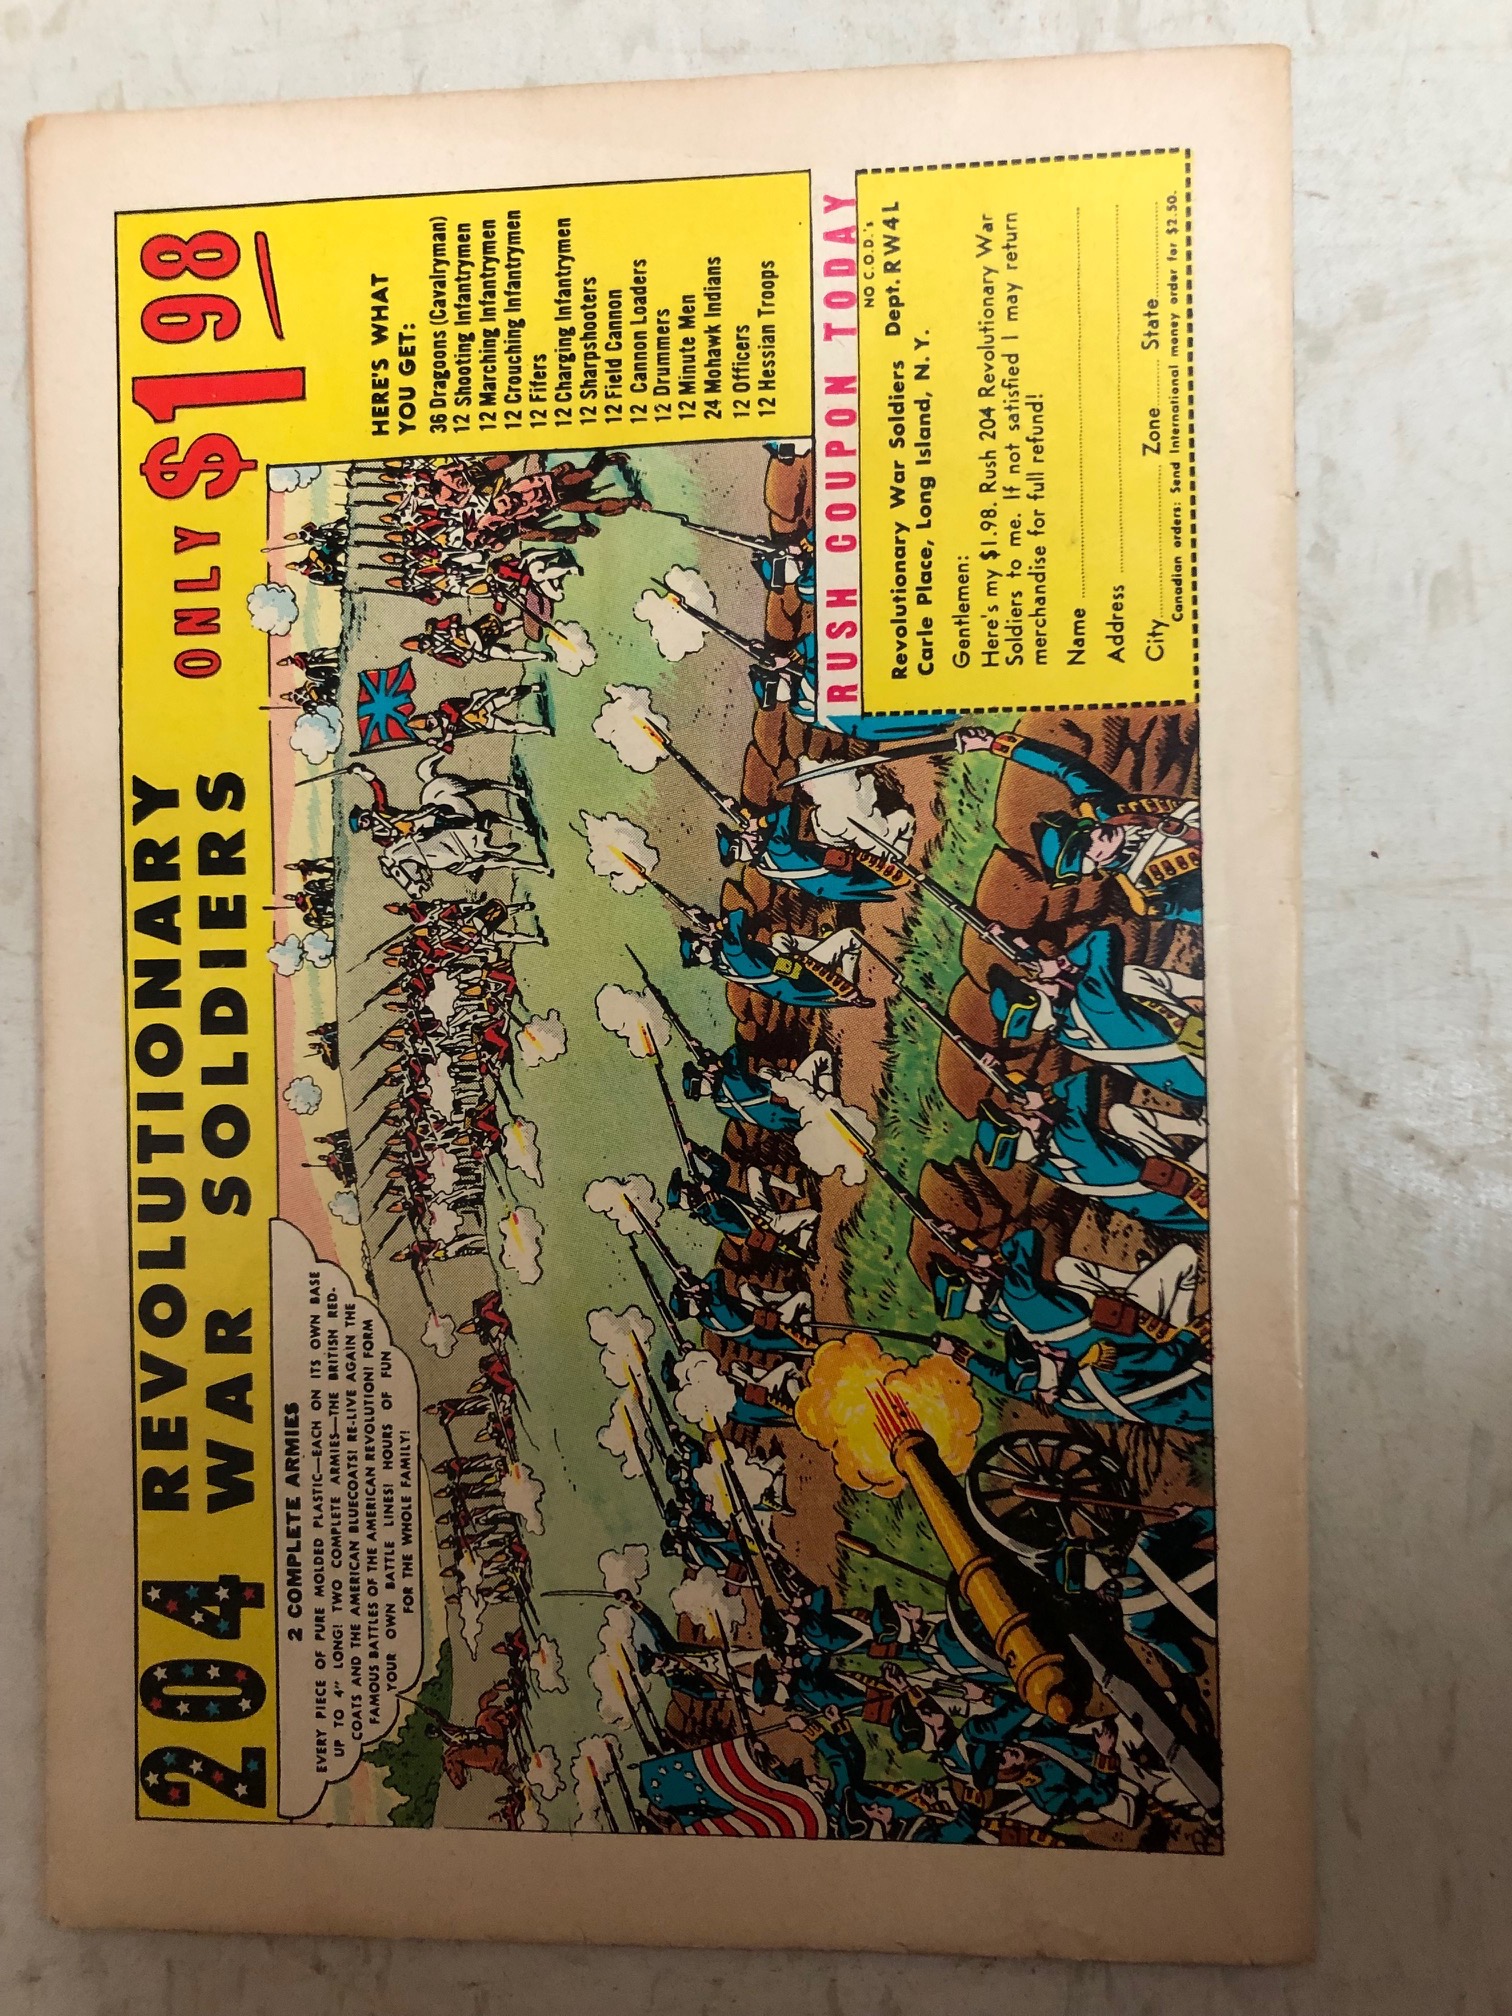 204 REVOLUTIONARY
WAR SOLDIERS
ONLY $1 98
2 COMPLETE ARMIES
EVERY PIECE OF PURE MOLDED PLASTIC—EACH ON ITS OWN BASE
UP TO 4" LONG! TWO COMPLETE ARMIES—THE BRITISH RED-
COATS AND THE AMERICAN BLUECOATS! RE-LIVE AGAIN THE
FAMOUS BATTLES OF THE AMERICAN REVOLUTION! FORM
YOUR OWN BATTLE LINES! HOURS OF FUN
FOR THE WHOLE FAMILY!
HERE'S WHAT
YOU GET:
36 Dragoons (Cavalryman)
12 Shooting Infantrymen
12 Marching Infantrymen
12 Crouching Infantrymen
12 Fifers
12 Charging Infantrymen
12 Sharpshooters
12 Field Cannon
12 Cannon Loaders
12 Drummers
12 Minute Men
24 Mohawk Indians
12 Officers
12 Hessian Troops
RUSH COUPON TODAY
NO C.O.D.'s
Revolutionary War Soldiers Dept. RW4L
Carle Place, Long Island, N. Y.
Gentlemen:
Here's my $1.98. Rush 204 Revolutionary War
Soldiers to me. If not satisfied I may return
merchandise for full refund!
Name
Address
City Zone State
Canadian orders: Send International money order for $2.50.